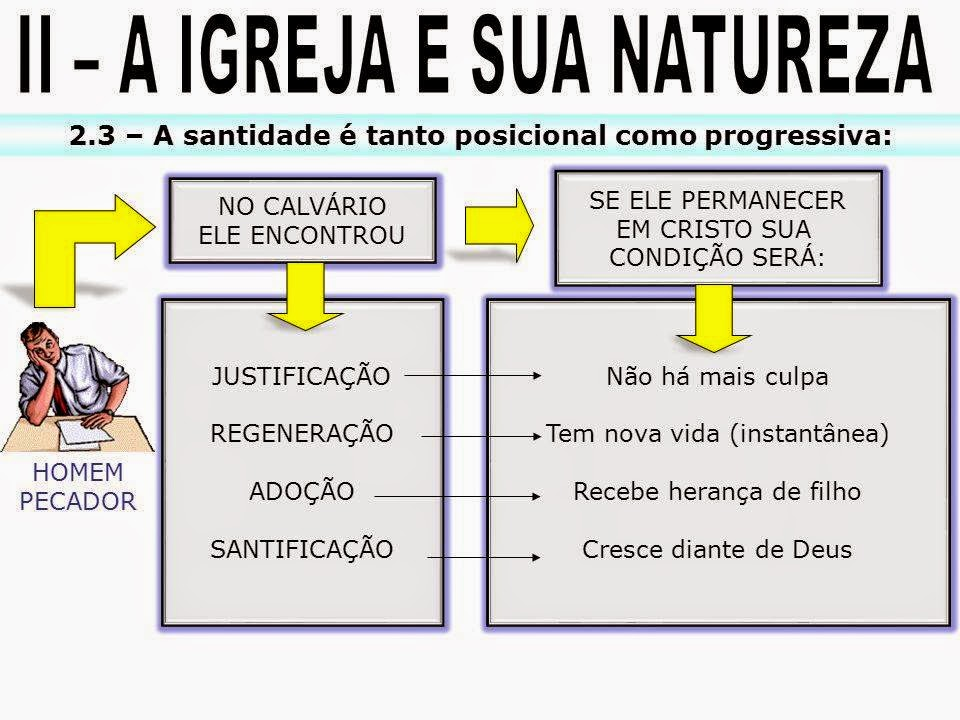 II – A IGREJA E SUA NATUREZA
2.3 – A santidade é tanto posicional como progressiva:
NO CALVÁRIO
ELE ENCONTROU
SE ELE PERMANECER
EM CRISTO SUA
CONDIÇÃO SERÁ:
HOMEM
PECADOR
JUSTIFICAÇÃO
REGENERAÇÃO
ADOÇÃO
SANTIFICAÇÃO
Não há mais culpa
Tem nova vida (instantânea)
Recebe herança de filho
Cresce diante de Deus